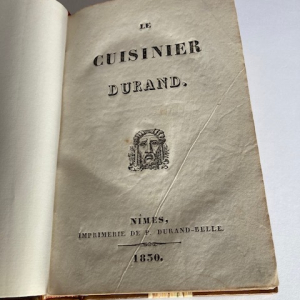 LE
CUISINIER
DURAND.
NIMES,
IMPRIMERIE DE P. DURAND-BELLE.
1830.